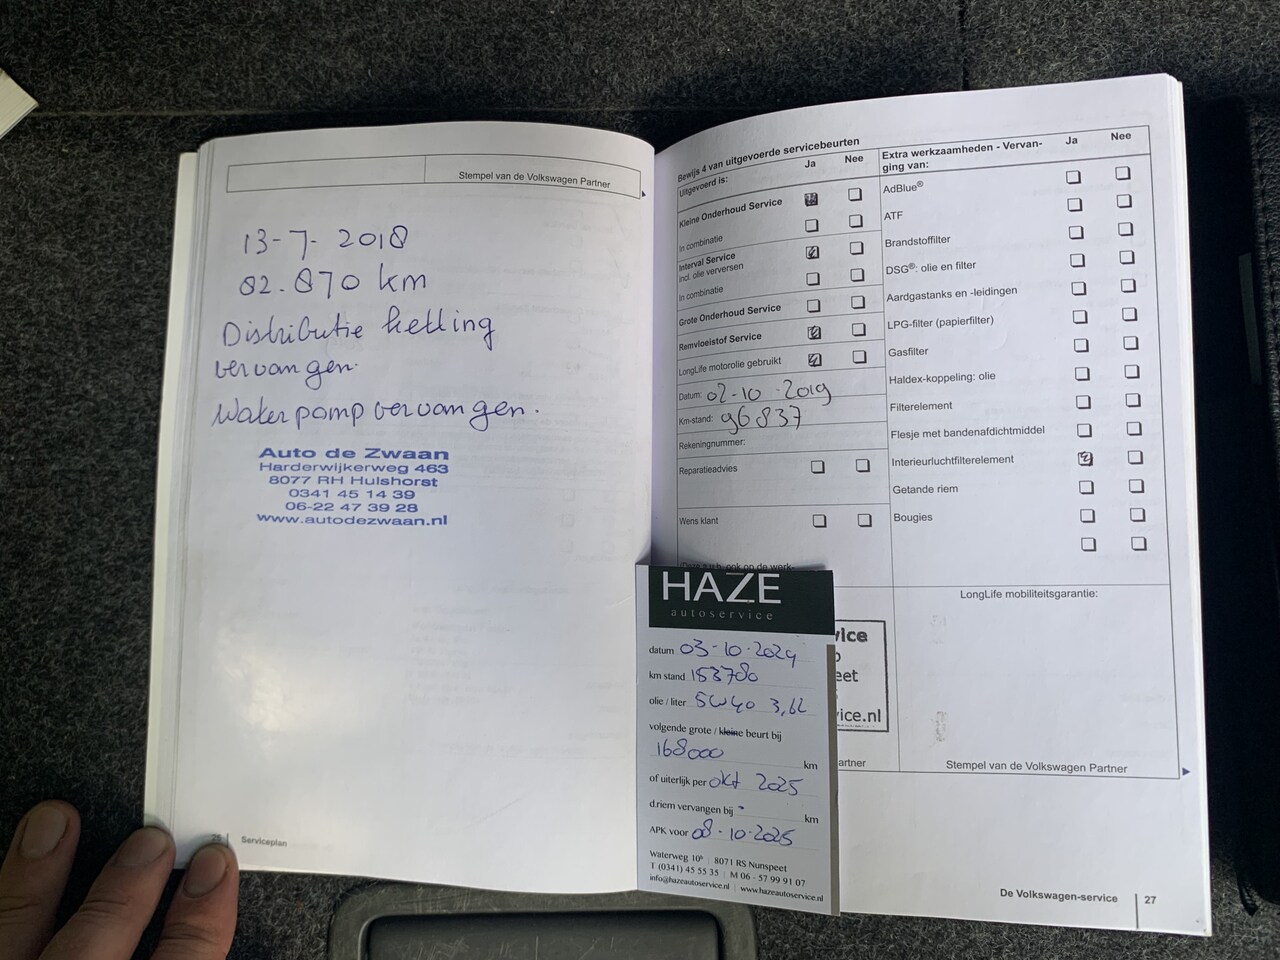 Stempel van de Volkswagen Partner
13-7-2018
82.870 km
Distributie ketting
vervangen.
Waterpomp vervangen.
Auto de Zwaan
Harderwijkerweg 463
8077 RH Hulshorst
0341 45 14 39
06-22 47 39 28
www.autodezwaan.nl
26 | Serviceplan
Bewijs 4 van uitgevoerde servicebeurten
Uitgevoerd is: Ja Nee
Kleine Onderhoud Service
In combinatie
Interval Service
incl. olie verversen
In combinatie
Grote Onderhoud Service
Remvloeistof Service
LongLife motorolie gebruikt
Datum: 02-10-2019
Km-stand: 96837
Rekeningnummer:
Reparatieadvies
Wens klant
Extra werkzaamheden - Vervan-
ging van: Ja Nee
AdBlue®
ATF
Brandstoffilter
DSG®: olie en filter
Aardgastanks en -leidingen
LPG-filter (papierfilter)
Gasfilter
Haldex-koppeling: olie
Filterelement
Flesje met bandenafdichtmiddel
Interieurluchtfilterelement
Getande riem
Bougies
LongLife mobiliteitsgarantie:
Stempel van de Volkswagen Partner
vice
eet
vice.nl
artner
HAZE
autoservice
datum 03-10-2024
km stand 153780
olie / liter 5W40 3,6L
volgende grote / kleine beurt bij
168000 km
of uiterlijk per okt 2025
d.riem vervangen bij - km
APK voor 08-10-2025
Waterweg 10b | 8071 RS Nunspeet
T (0341) 45 55 35 | M 06 - 57 99 91 07
info@hazeautoservice.nl | www.hazeautoservice.nl
De Volkswagen-service | 27